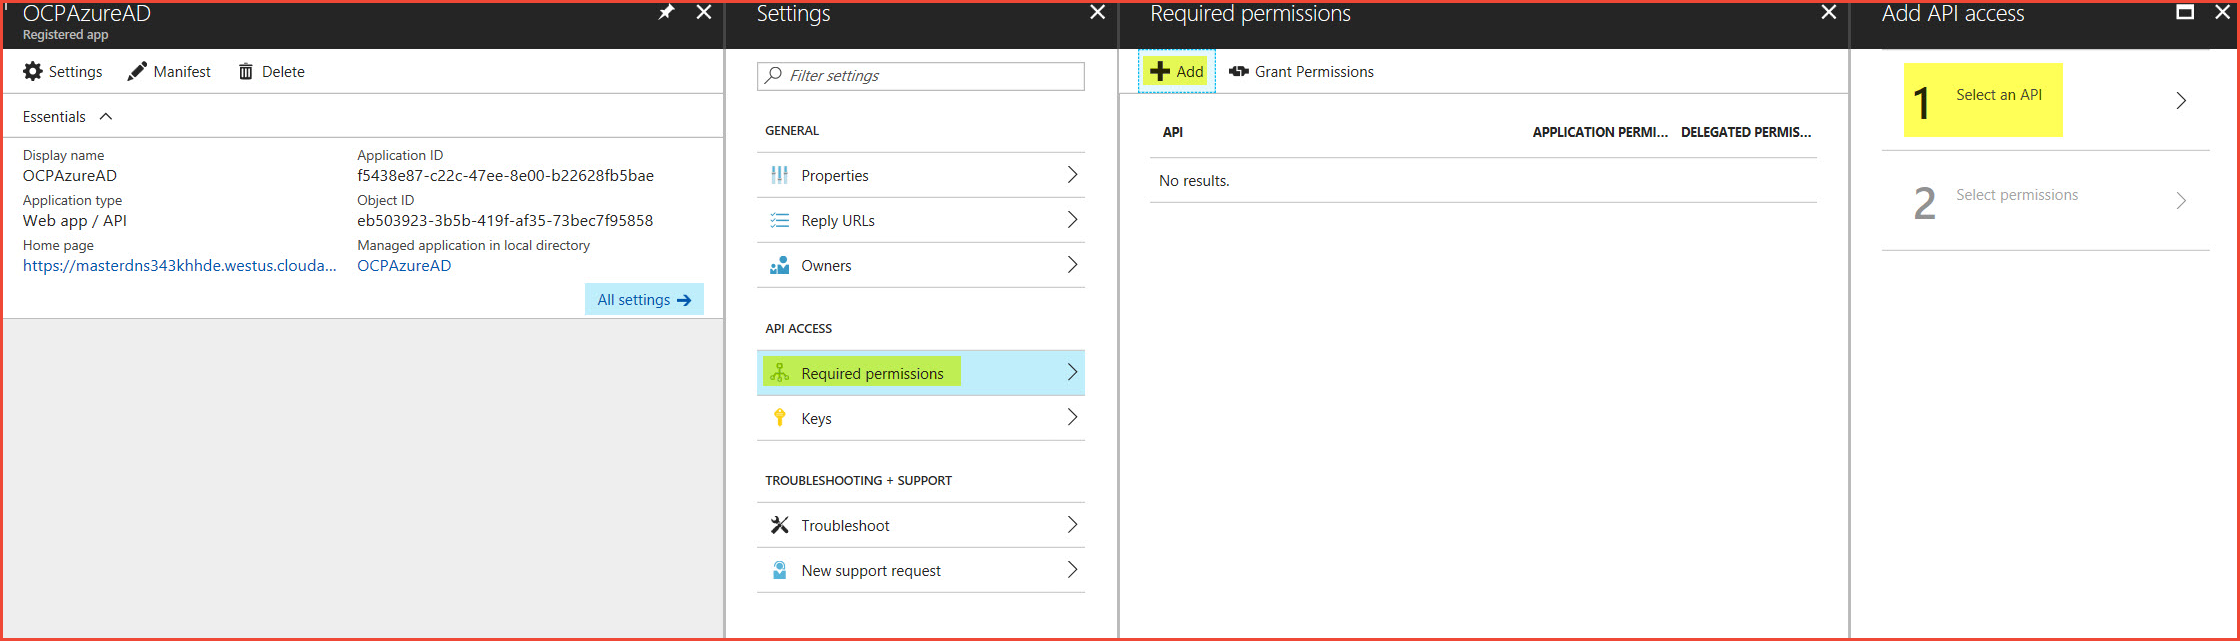 OCPAzureAD
Registered app
Settings
Manifest
Delete
Essentials
Display name
OCPAzureAD
Application type
Web app / API
Home page
https://masterdns343khhde.westus.clouda...
Application ID
f5438e87-c22c-47ee-8e00-b22628fb5bae
Object ID
eb503923-3b5b-419f-af35-73bec7f95858
Managed application in local directory
OCPAzureAD
All settings
Settings
Filter settings
GENERAL
Properties
Reply URLs
Owners
API ACCESS
Required permissions
Keys
TROUBLESHOOTING + SUPPORT
Troubleshoot
New support request
Required permissions
Add
Grant Permissions
API APPLICATION PERMI... DELEGATED PERMIS...
No results.
Add API access
1 Select an API
2 Select permissions